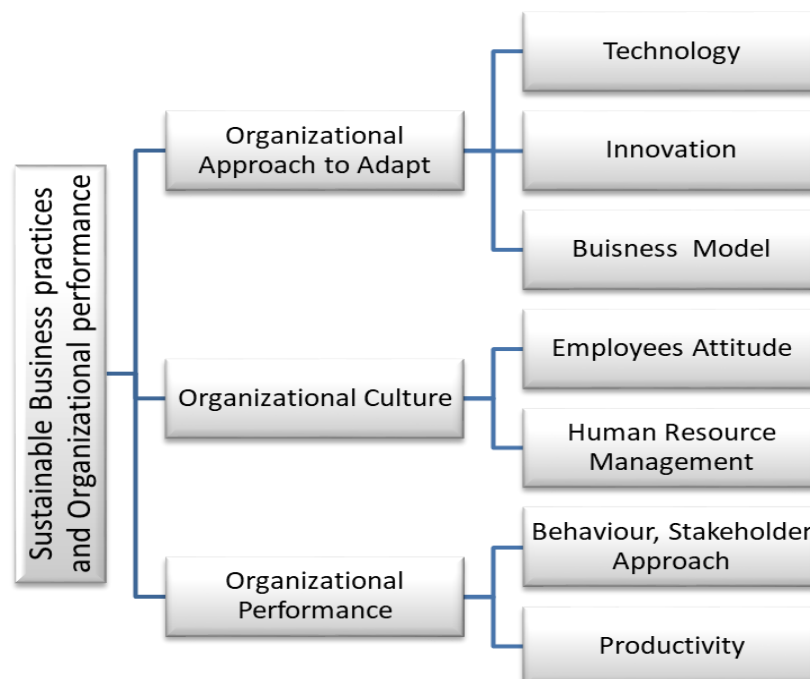 Sustainable Business practices
and Organizational performance
Organizational
Approach to Adapt
Technology
Innovation
Buisness  Model
Organizational Culture
Employees Attitude
Human Resource
Management
Organizational
Performance
Behaviour, Stakeholder
Approach
Productivity